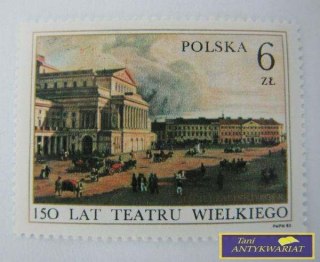 POLSKA 6
ZŁ
150 LAT TEATRU WIELKIEGO
Tani
ANTYKWARIAT